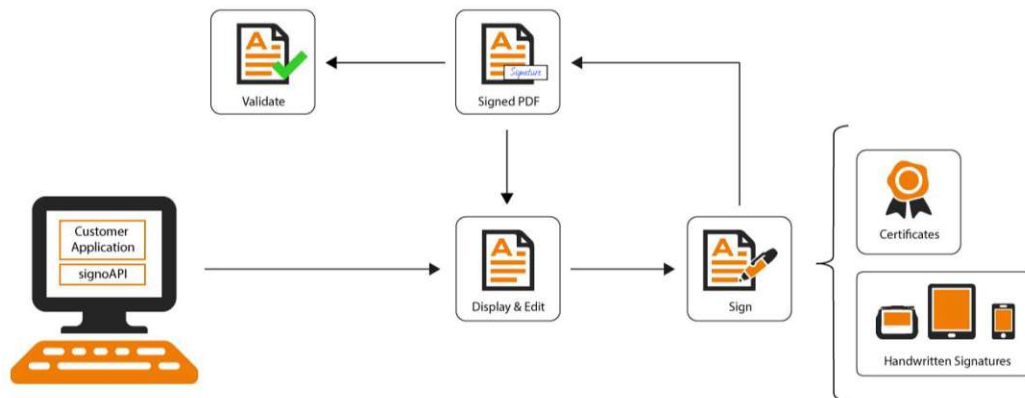 A
Validate
A
Signature
Signed PDF
Customer
Application
signoAPI
A
Display & Edit
A
Sign
Certificates
Handwritten Signatures